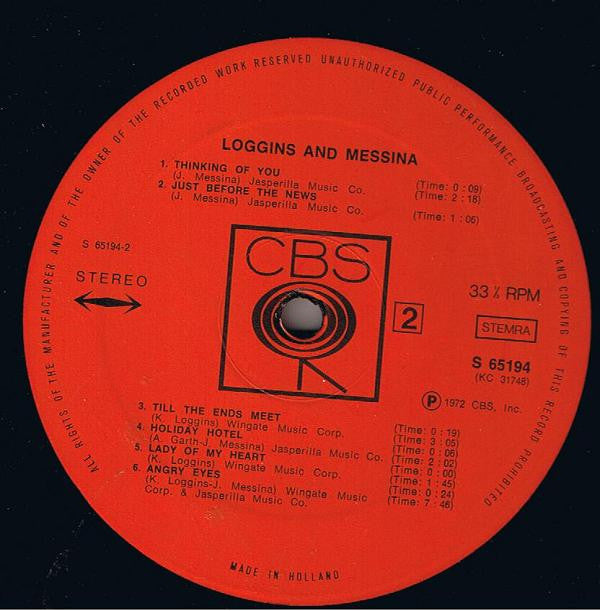 ALL RIGHTS OF THE MANUFACTURER AND OF THE OWNER OF THE RECORDED WORK RESERVED UNAUTHORIZED PUBLIC PERFORMANCE BROADCASTING AND COPYING OF THIS RECORD PROHIBITED
LOGGINS AND MESSINA
1. THINKING OF YOU (Time: 0:09)
(J. Messina) Jasperilla Music Co. (Time: 2:18)
2. JUST BEFORE THE NEWS
(J. Messina) Jasperilla Music Co. (Time: 1:06)
S 65194-2
STEREO
CBS
2
33⅓ RPM
STEMRA
S 65194
(KC 31748)
Ⓟ 1972 CBS, Inc.
3. TILL THE ENDS MEET (Time: 0:19)
(K. Loggins) Wingate Music Corp. (Time: 3:05)
4. HOLIDAY HOTEL (Time: 0:06)
(A. Garth-J. Messina) Jasperilla Music Co. (Time: 2:02)
5. LADY OF MY HEART (Time: 0:00)
(K. Loggins) Wingate Music Corp. (Time: 1:45)
6. ANGRY EYES (Time: 0:24)
(K. Loggins-J. Messina) Wingate Music (Time: 7:46)
Corp. & Jasperilla Music Co.
MADE IN HOLLAND